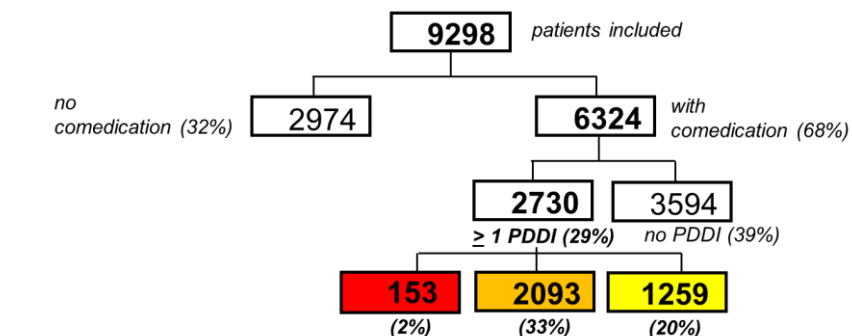 9298 patients included
no
comedication (32%) 2974 6324 with
comedication (68%)
2730 3594
≥ 1 PDDI (29%) no PDDI (39%)
153 2093 1259
(2%) (33%) (20%)